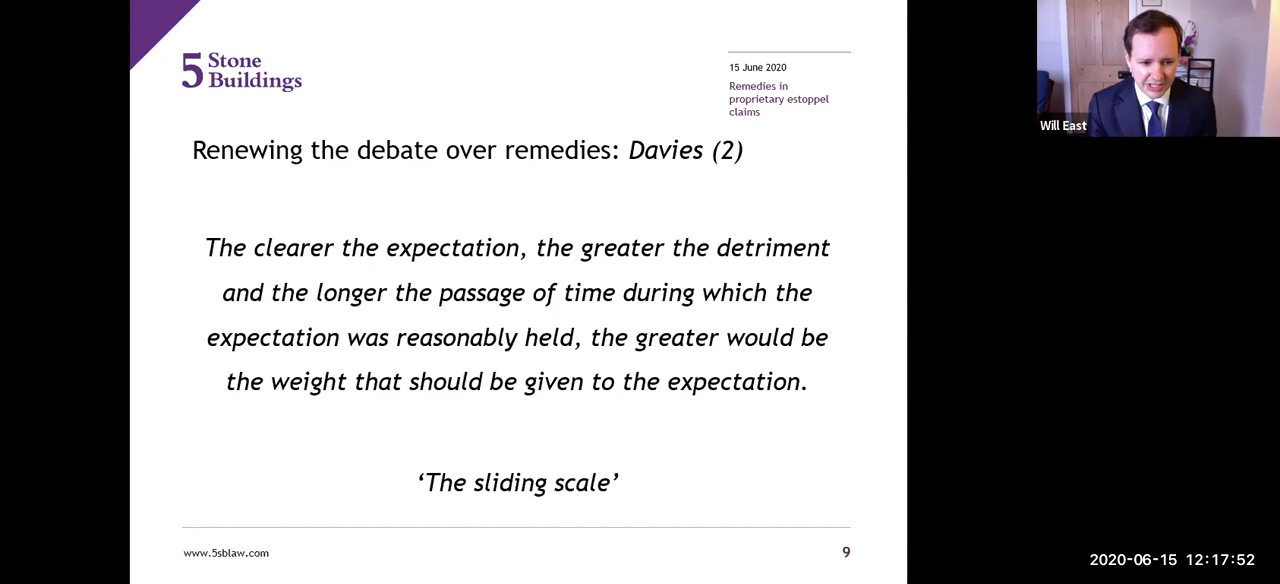 5 Stone
Buildings
15 June 2020
Remedies in
proprietary estoppel
claims
Will East
Renewing the debate over remedies: Davies (2)
The clearer the expectation, the greater the detriment
and the longer the passage of time during which the
expectation was reasonably held, the greater would be
the weight that should be given to the expectation.
‘The sliding scale’
www.5sblaw.com
9
2020-06-15 12:17:52